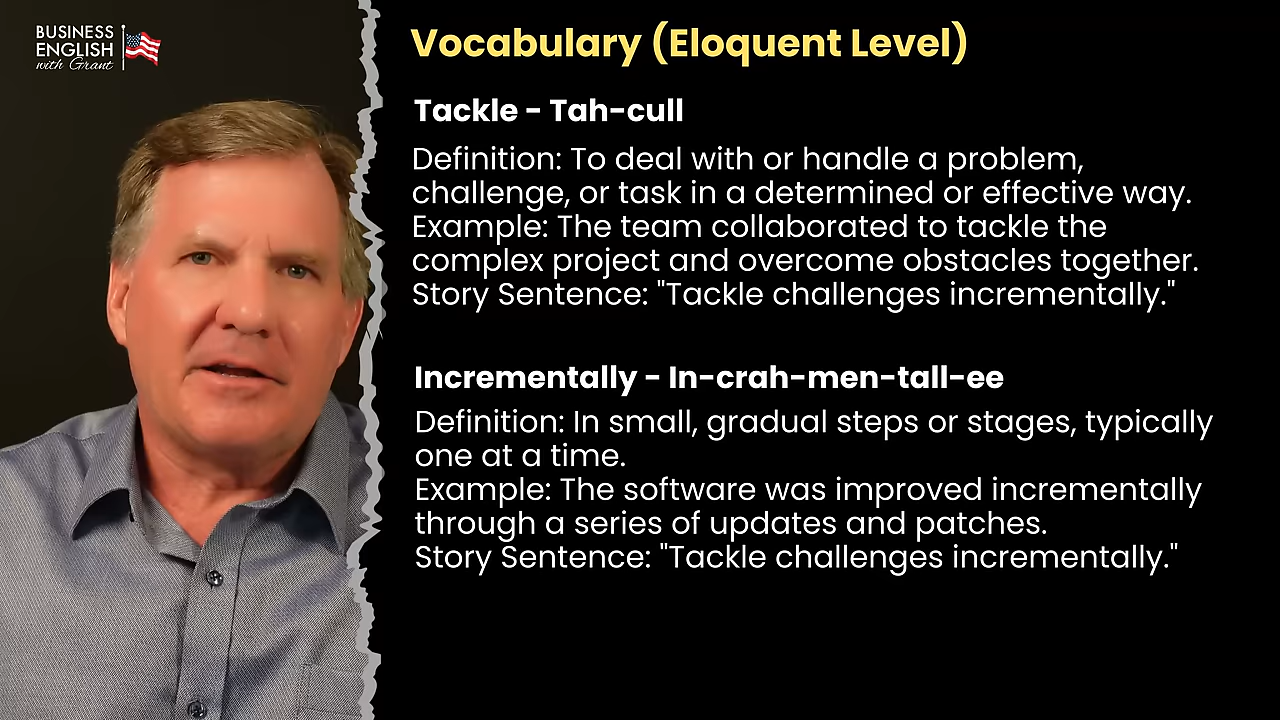 BUSINESS
ENGLISH
with Grant
Vocabulary (Eloquent Level)
Tackle - Tah-cull
Definition: To deal with or handle a problem,
challenge, or task in a determined or effective way.
Example: The team collaborated to tackle the
complex project and overcome obstacles together.
Story Sentence: "Tackle challenges incrementally."
Incrementally - In-crah-men-tall-ee
Definition: In small, gradual steps or stages, typically
one at a time.
Example: The software was improved incrementally
through a series of updates and patches.
Story Sentence: "Tackle challenges incrementally."